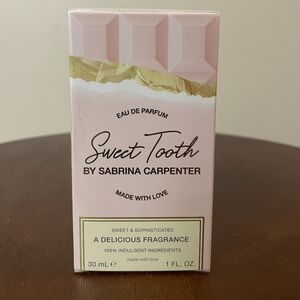 EAU DE PARFUM
Sweet Tooth
BY SABRINA CARPENTER
MADE WITH LOVE
SWEET & SOPHISTICATED
A DELICIOUS FRAGRANCE
100% INDULGENT INGREDIENTS
made with love
30 mL ℮ 1 FL. OZ.